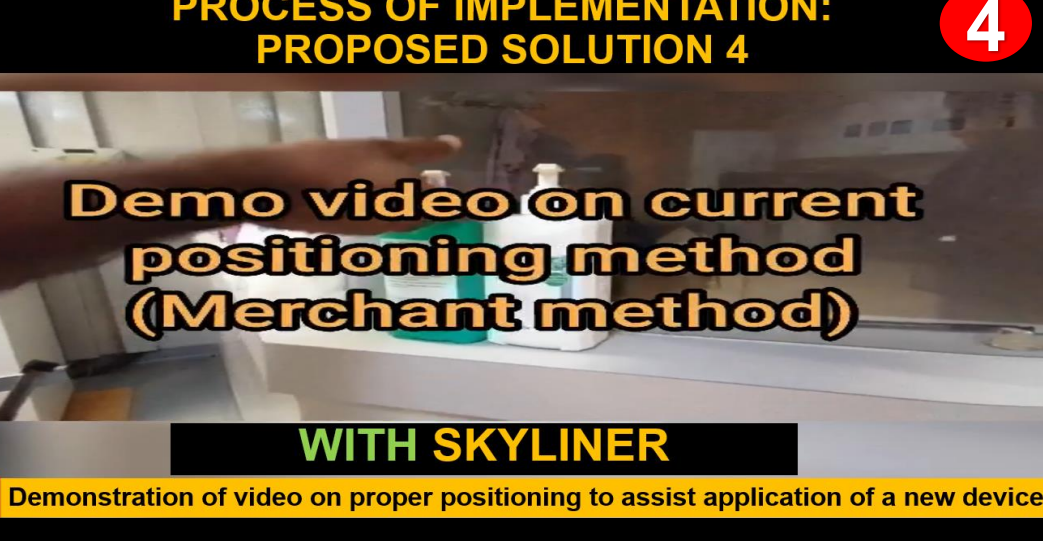 PROCESS OF IMPLEMENTATION:
PROPOSED SOLUTION 4
4
Demo video on current
positioning method
(Merchant method)
WITH SKYLINER
Demonstration of video on proper positioning to assist application of a new device